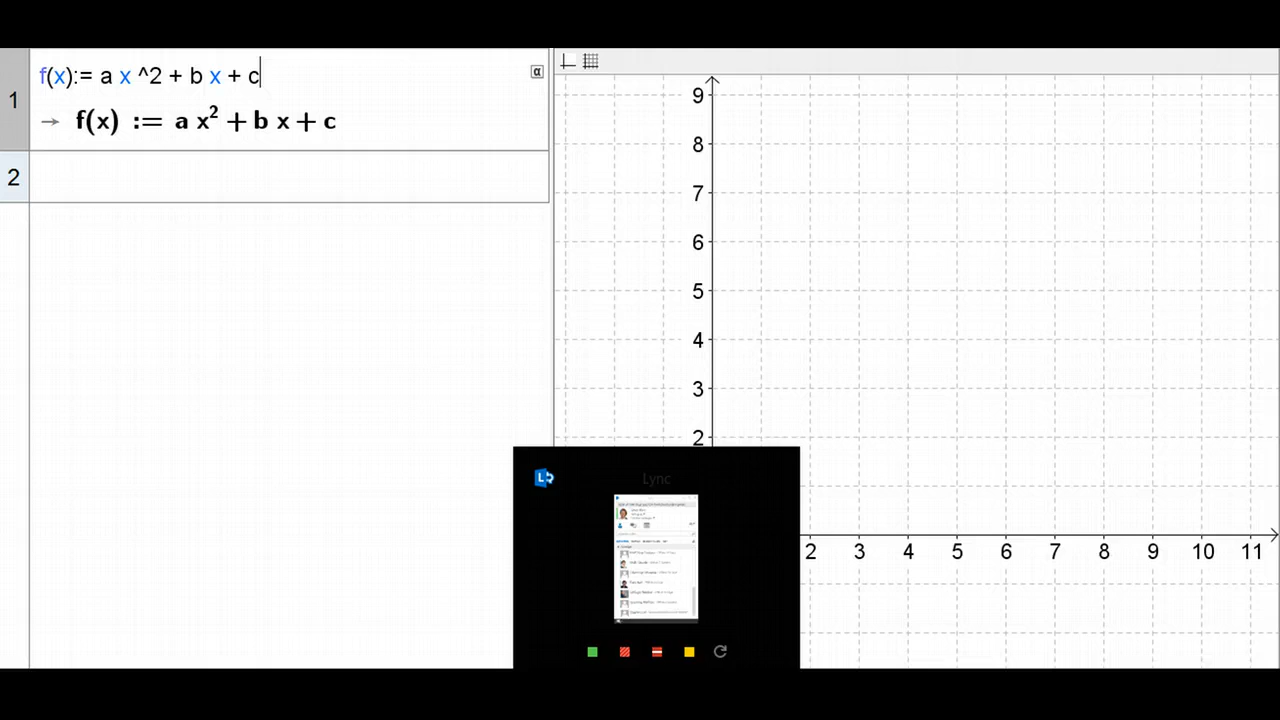 f(x):= a x ^2 + b x + c
α
1
→ f(x) := a x² + b x + c
2
9
8
7
6
5
4
3
2
Lync
2 3 4 5 6 7 8 9 10 11